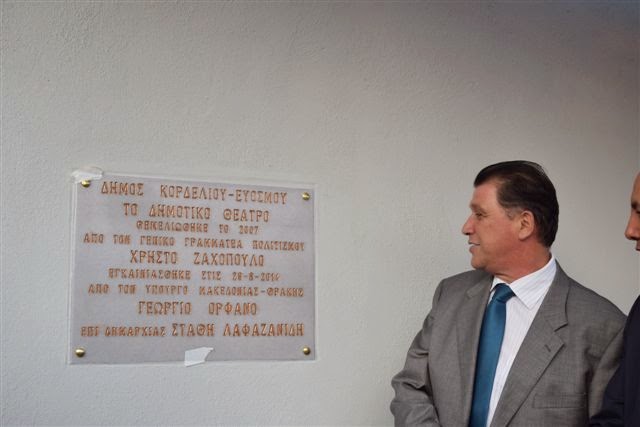 ΔΗΜΟΣ ΚΟΡΔΕΛΙΟΥ-ΕΥΟΣΜΟΥ
ΤΟ ΔΗΜΟΤΙΚΟ ΘΕΑΤΡΟ
ΘΕΜΕΛΙΩΘΗΚΕ ΤΟ 2007
ΑΠΟ ΤΟΝ ΓΕΝΙΚΟ ΓΡΑΜΜΑΤΕΑ ΠΟΛΙΤΙΣΜΟΥ
ΧΡΗΣΤΟ ΖΑΧΟΠΟΥΛΟ
ΕΓΚΑΙΝΙΑΣΘΗΚΕ ΣΤΙΣ 28-8-2014
ΑΠΟ ΤΟΝ ΥΠΟΥΡΓΟ ΜΑΚΕΔΟΝΙΑΣ-ΘΡΑΚΗΣ
ΓΕΩΡΓΙΟ ΟΡΦΑΝΟ
ΕΠΙ ΔΗΜΑΡΧΙΑΣ ΣΤΑΘΗ ΛΑΦΑΖΑΝΙΔΗ